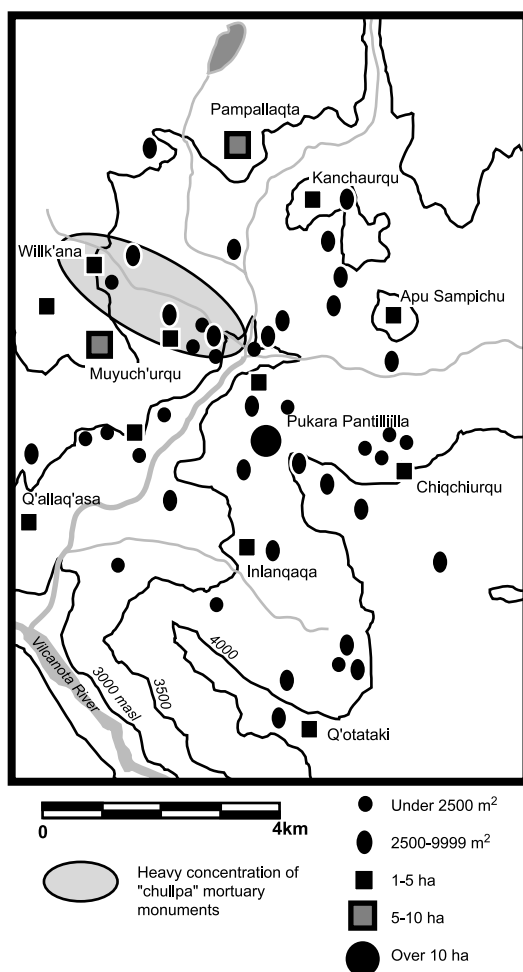 Pampallaqta
Kanchaurqu
Willk'ana
Apu Sampichu
Muyuch'urqu
Pukara Pantillijlla
Q'allaq'asa
Chiqchiurqu
Inlanqaqa
4000
Vilcanota River
3000 masl
3500
Q'otataki
0 4km
Heavy concentration of
"chullpa" mortuary
monuments
Under 2500 m²
2500-9999 m²
1-5 ha
5-10 ha
Over 10 ha